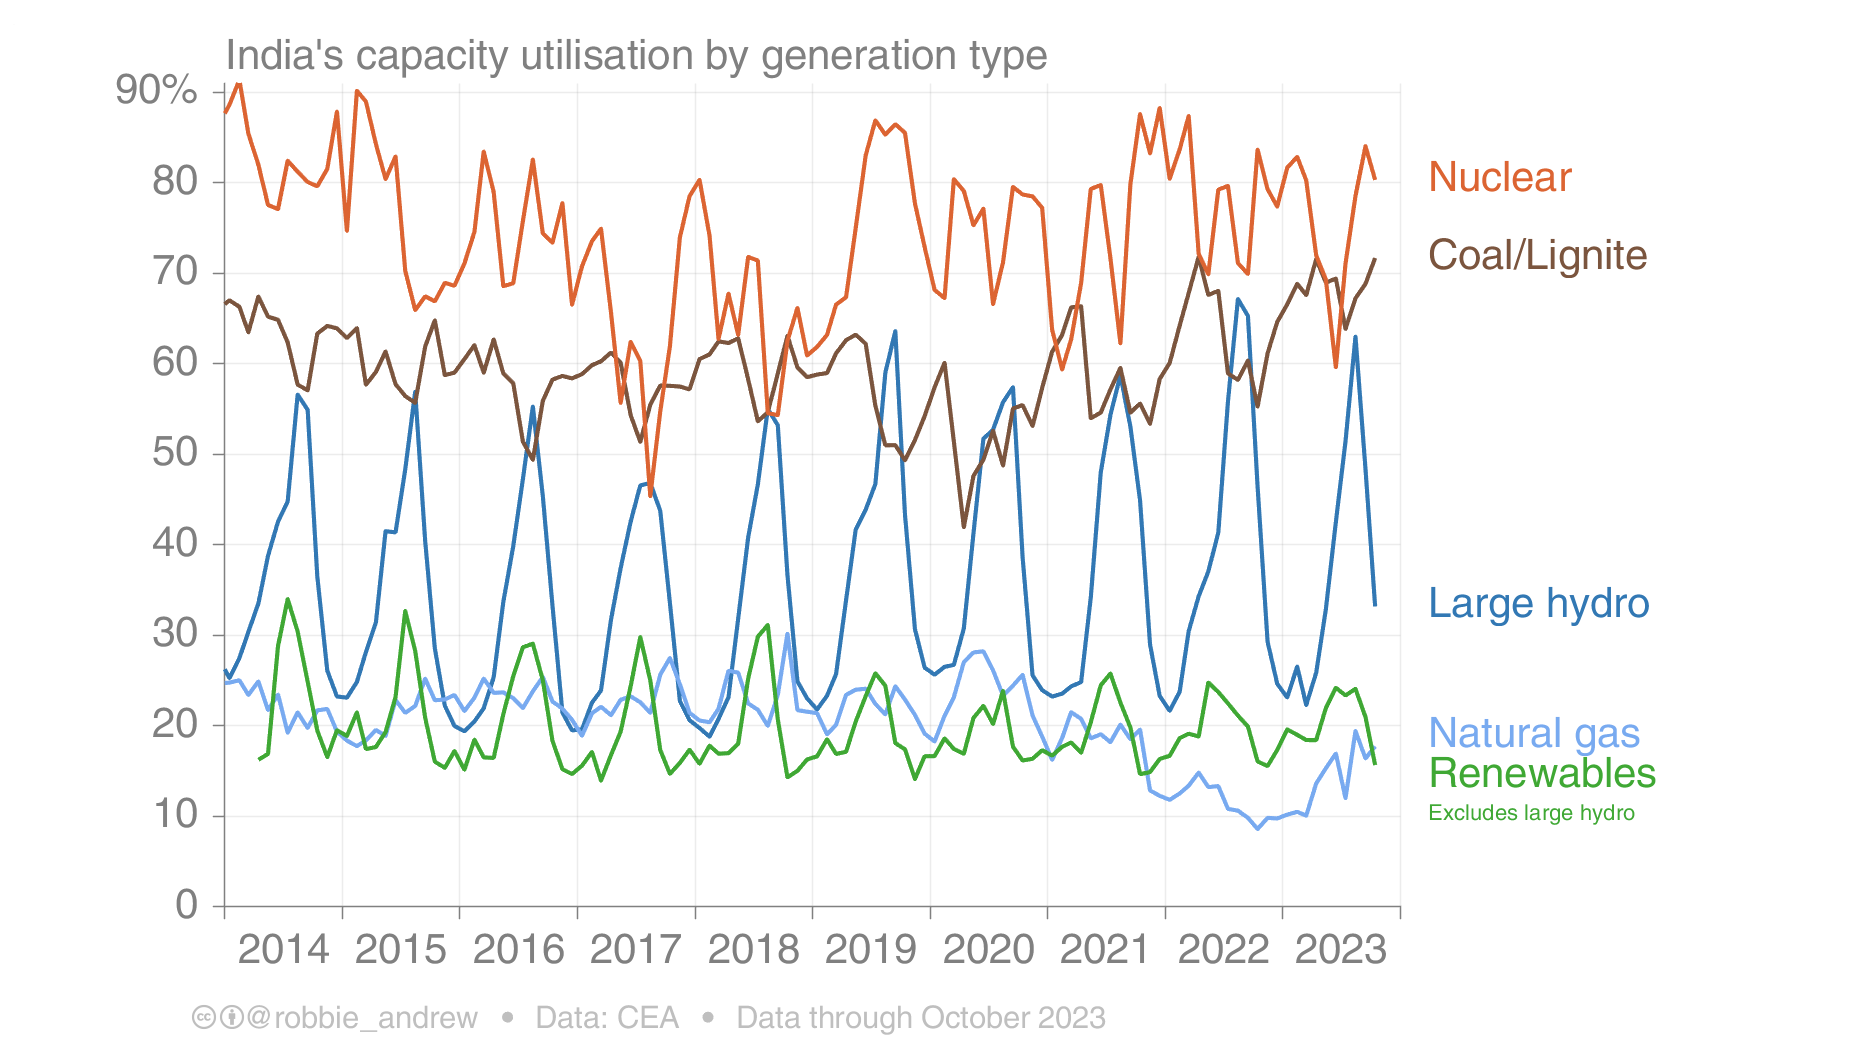 India's capacity utilisation by generation type
90%
80
70
60
50
40
30
20
10
0
Nuclear
Coal/Lignite
Large hydro
Natural gas
Renewables
Excludes large hydro
2014 2015 2016 2017 2018 2019 2020 2021 2022 2023
@robbie_andrew • Data: CEA • Data through October 2023